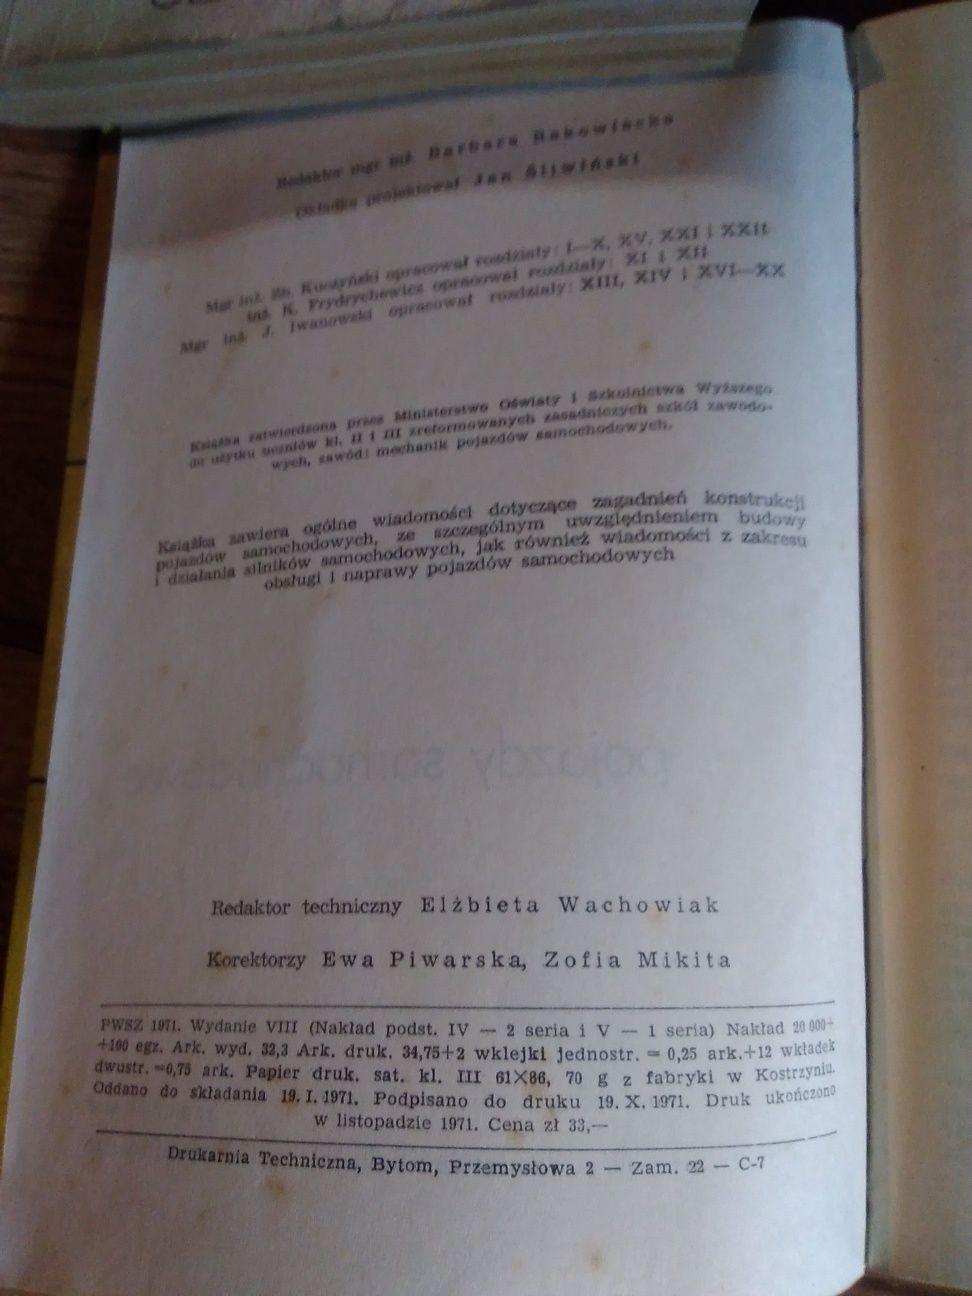 Redaktor mgr inż. Barbara Rakowiecka
Okładkę projektował Jan Śliwiński
Mgr inż. Zb. Kuczyński opracował rozdziały: I—X, XV, XXI i XXII
inż. K. Frydrychewicz opracował rozdziały: XI i XII
Mgr inż. J. Iwanowski opracował rozdziały: XIII, XIV i XVI—XX
Książka zatwierdzona przez Ministerstwo Oświaty i Szkolnictwa Wyższego
do użytku uczniów kl. II i III zreformowanych zasadniczych szkół zawodo-
wych, zawód: mechanik pojazdów samochodowych.
Książka zawiera ogólne wiadomości dotyczące zagadnień konstrukcji
pojazdów samochodowych, ze szczególnym uwzględnieniem budowy
i działania silników samochodowych, jak również wiadomości z zakresu
obsługi i naprawy pojazdów samochodowych
pojazdy samochodowe
Redaktor techniczny Elżbieta Wachowiak
Korektorzy Ewa Piwarska, Zofia Mikita
PWSZ 1971. Wydanie VIII (Nakład podst. IV — 2 seria i V — 1 seria) Nakład 20 000+
+100 egz. Ark. wyd. 32,3 Ark. druk. 34,75+2 wklejki jednostr. = 0,25 ark.+12 wkładek
dwustr. =0,75 ark. Papier druk. sat. kl. III 61×86, 70 g z fabryki w Kostrzyniu.
Oddano do składania 19. I. 1971. Podpisano do druku 19. X. 1971. Druk ukończono
w listopadzie 1971. Cena zł 33,—
Drukarnia Techniczna, Bytom, Przemysłowa 2 — Zam. 22 — C-7